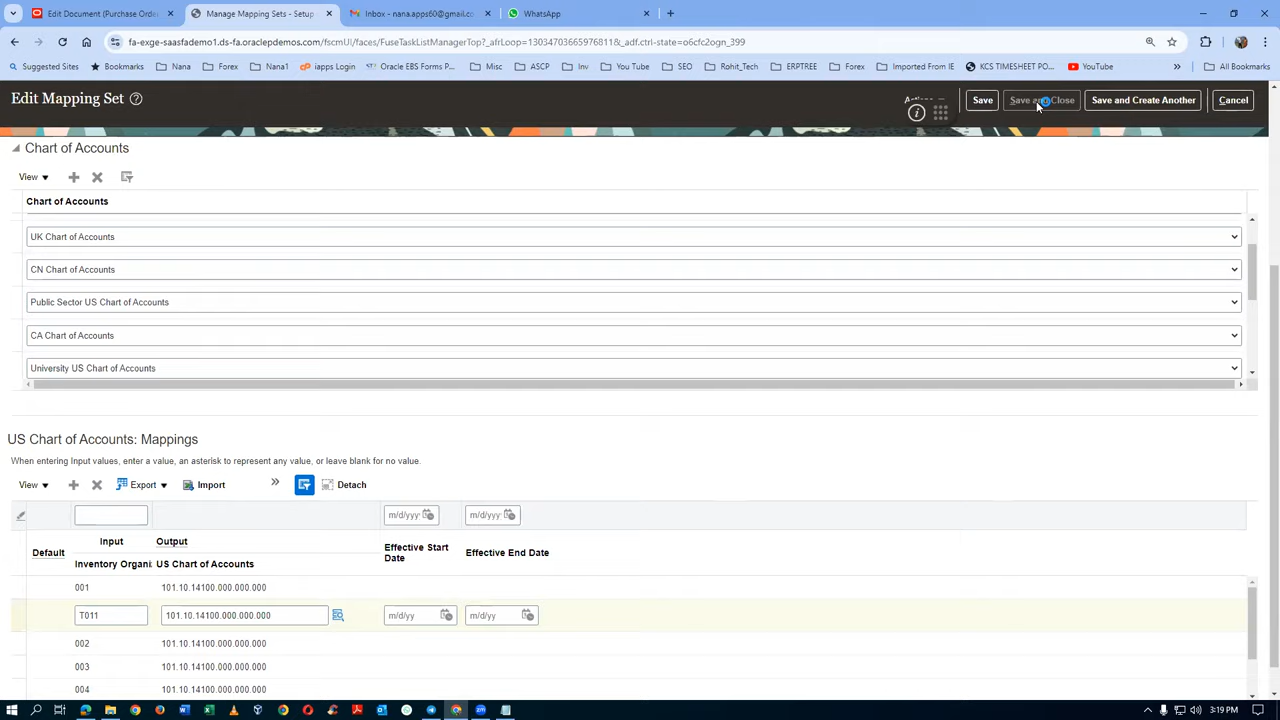 Edit Document (Purchase Order
Manage Mapping Sets - Setup
Inbox - nana.apps60@gmail.co
WhatsApp
fa-exge-saasfademo1.ds-fa.oraclepdemos.com/fscmUI/faces/FuseTaskListManagerTop?_afrLoop=13034703665976811&_adf.ctrl-state=o6cfc2ogn_399
Suggested Sites
Bookmarks
Nana
Forex
Nana1
iapps Login
Oracle EBS Forms P...
Misc
ASCP
Inv
You Tube
SEO
Rohit_Tech
ERPTREE
Forex
Imported From IE
KCS TIMESHEET PO...
YouTube
All Bookmarks
Edit Mapping Set
Save
Save and Close
Save and Create Another
Cancel
Chart of Accounts
View
Chart of Accounts
UK Chart of Accounts
CN Chart of Accounts
Public Sector US Chart of Accounts
CA Chart of Accounts
University US Chart of Accounts
US Chart of Accounts: Mappings
When entering Input values, enter a value, an asterisk to represent any value, or leave blank for no value.
View
Export
Import
Detach
m/d/yyy
m/d/yyy
Default
Input
Output
Effective Start Date
Effective End Date
Inventory Organi
US Chart of Accounts
001 101.10.14100.000.000.000
T011 101.10.14100.000.000.000 m/d/yy m/d/yy
002 101.10.14100.000.000.000
003 101.10.14100.000.000.000
004 101.10.14100.000.000.000
3:19 PM